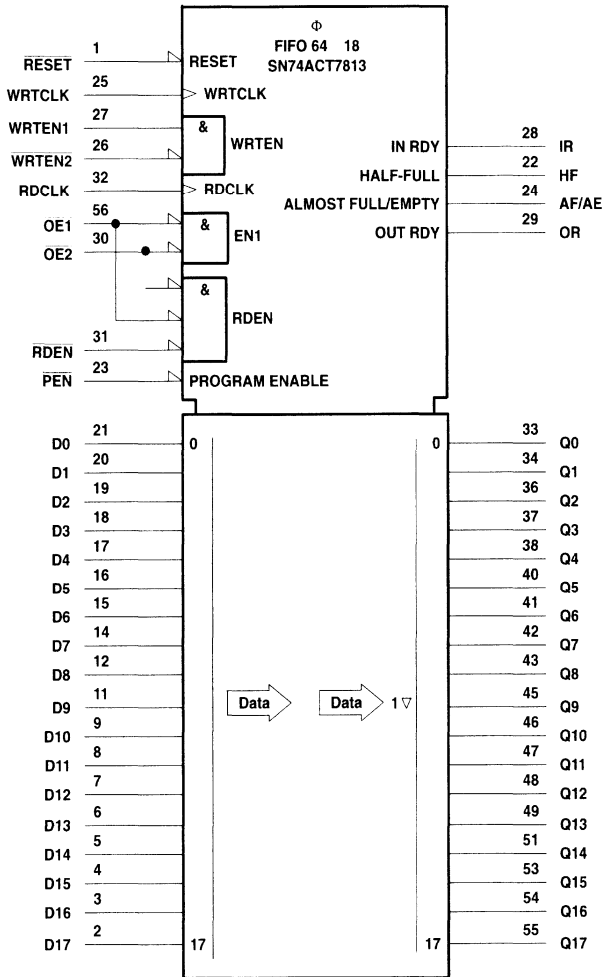 Φ
FIFO 64 18
SN74ACT7813
RESET 1 RESET
WRTCLK 25 WRTCLK
WRTEN1 27 &
WRTEN
WRTEN2 26
RDCLK 32 RDCLK
OE1 56 &
EN1
OE2 30
&
RDEN
RDEN 31
PEN 23 PROGRAM ENABLE
IN RDY 28 IR
HALF-FULL 22 HF
ALMOST FULL/EMPTY 24 AF/AE
OUT RDY 29 OR
D0 21 0 0 33 Q0
D1 20 34 Q1
D2 19 36 Q2
D3 18 37 Q3
D4 17 38 Q4
D5 16 40 Q5
D6 15 41 Q6
D7 14 42 Q7
D8 12 43 Q8
D9 11 Data Data 1 ▽ 45 Q9
D10 9 46 Q10
D11 8 47 Q11
D12 7 48 Q12
D13 6 49 Q13
D14 5 51 Q14
D15 4 53 Q15
D16 3 54 Q16
D17 2 17 17 55 Q17